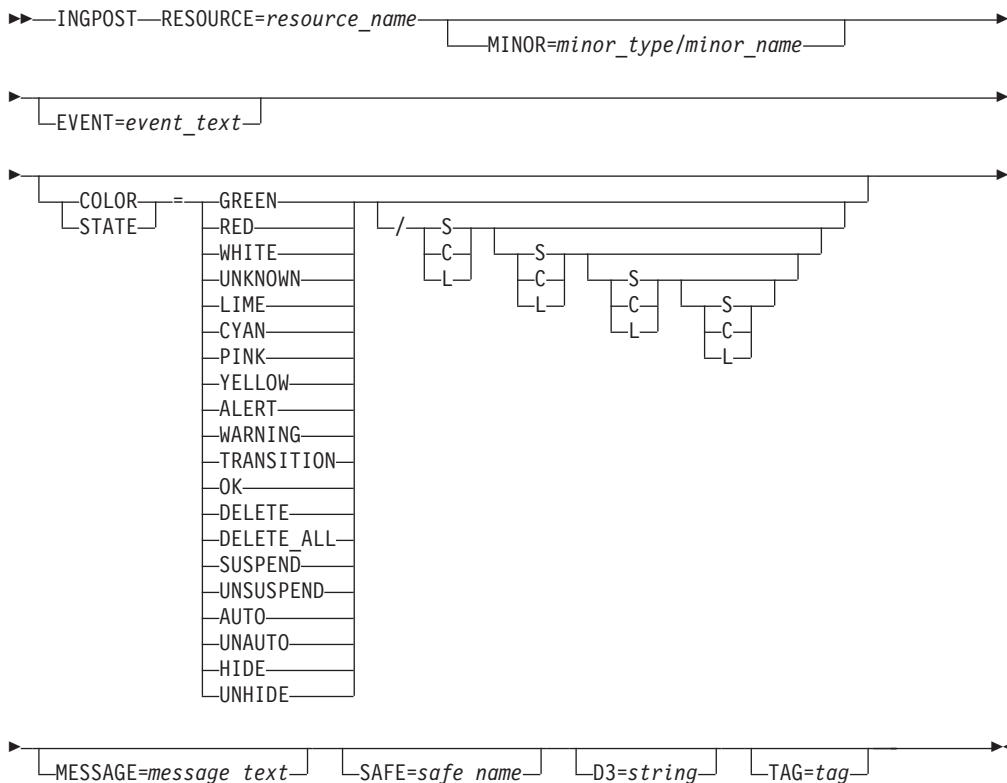 INGPOST RESOURCE=resource_name
MINOR=minor_type/minor_name
EVENT=event_text
COLOR = GREEN / S
STATE RED C S
WHITE L C S
UNKNOWN L C S
LIME L C
CYAN L
PINK
YELLOW
ALERT
WARNING
TRANSITION
OK
DELETE
DELETE_ALL
SUSPEND
UNSUSPEND
AUTO
UNAUTO
HIDE
UNHIDE
MESSAGE=message text SAFE=safe name D3=string TAG=tag